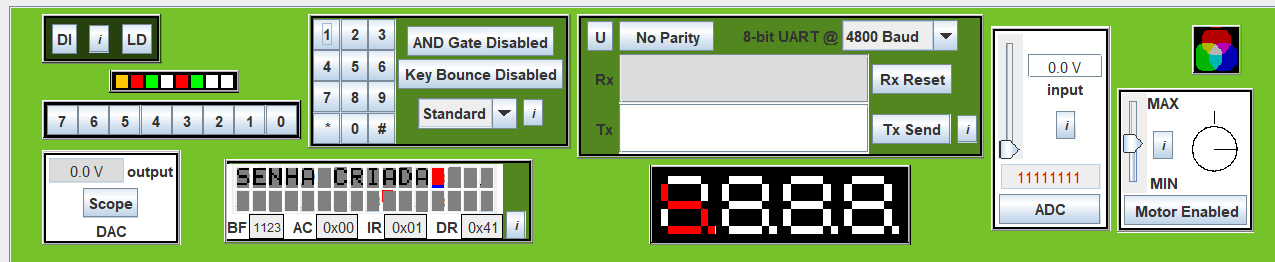 DI i LD
7 6 5 4 3 2 1 0
0.0 V output
Scope
DAC
1 2 3
4 5 6
7 8 9
* 0 #
AND Gate Disabled
Key Bounce Disabled
Standard i
SENHA CRIADA
BF 1123 AC 0x00 IR 0x01 DR 0x41 i
U No Parity 8-bit UART @ 4800 Baud
Rx Rx Reset
Tx Tx Send i
0.0 V
input
i
11111111
ADC
MAX
i
MIN
Motor Enabled